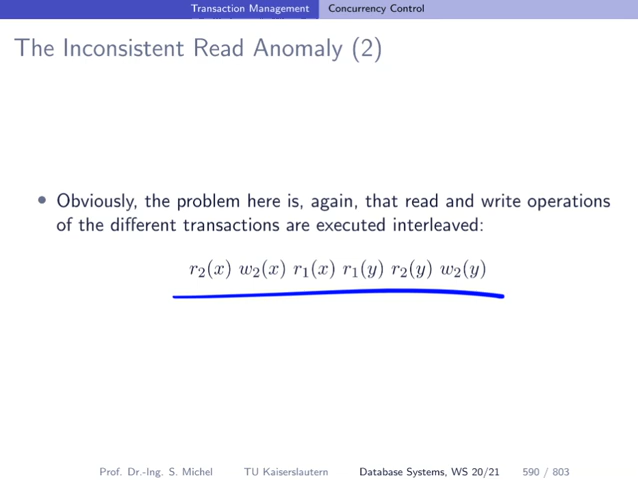 Transaction Management Concurrency Control
The Inconsistent Read Anomaly (2)
• Obviously, the problem here is, again, that read and write operations
of the different transactions are executed interleaved:
r₂(x) w₂(x) r₁(x) r₁(y) r₂(y) w₂(y)
Prof. Dr.-Ing. S. Michel TU Kaiserslautern Database Systems, WS 20/21 590 / 803